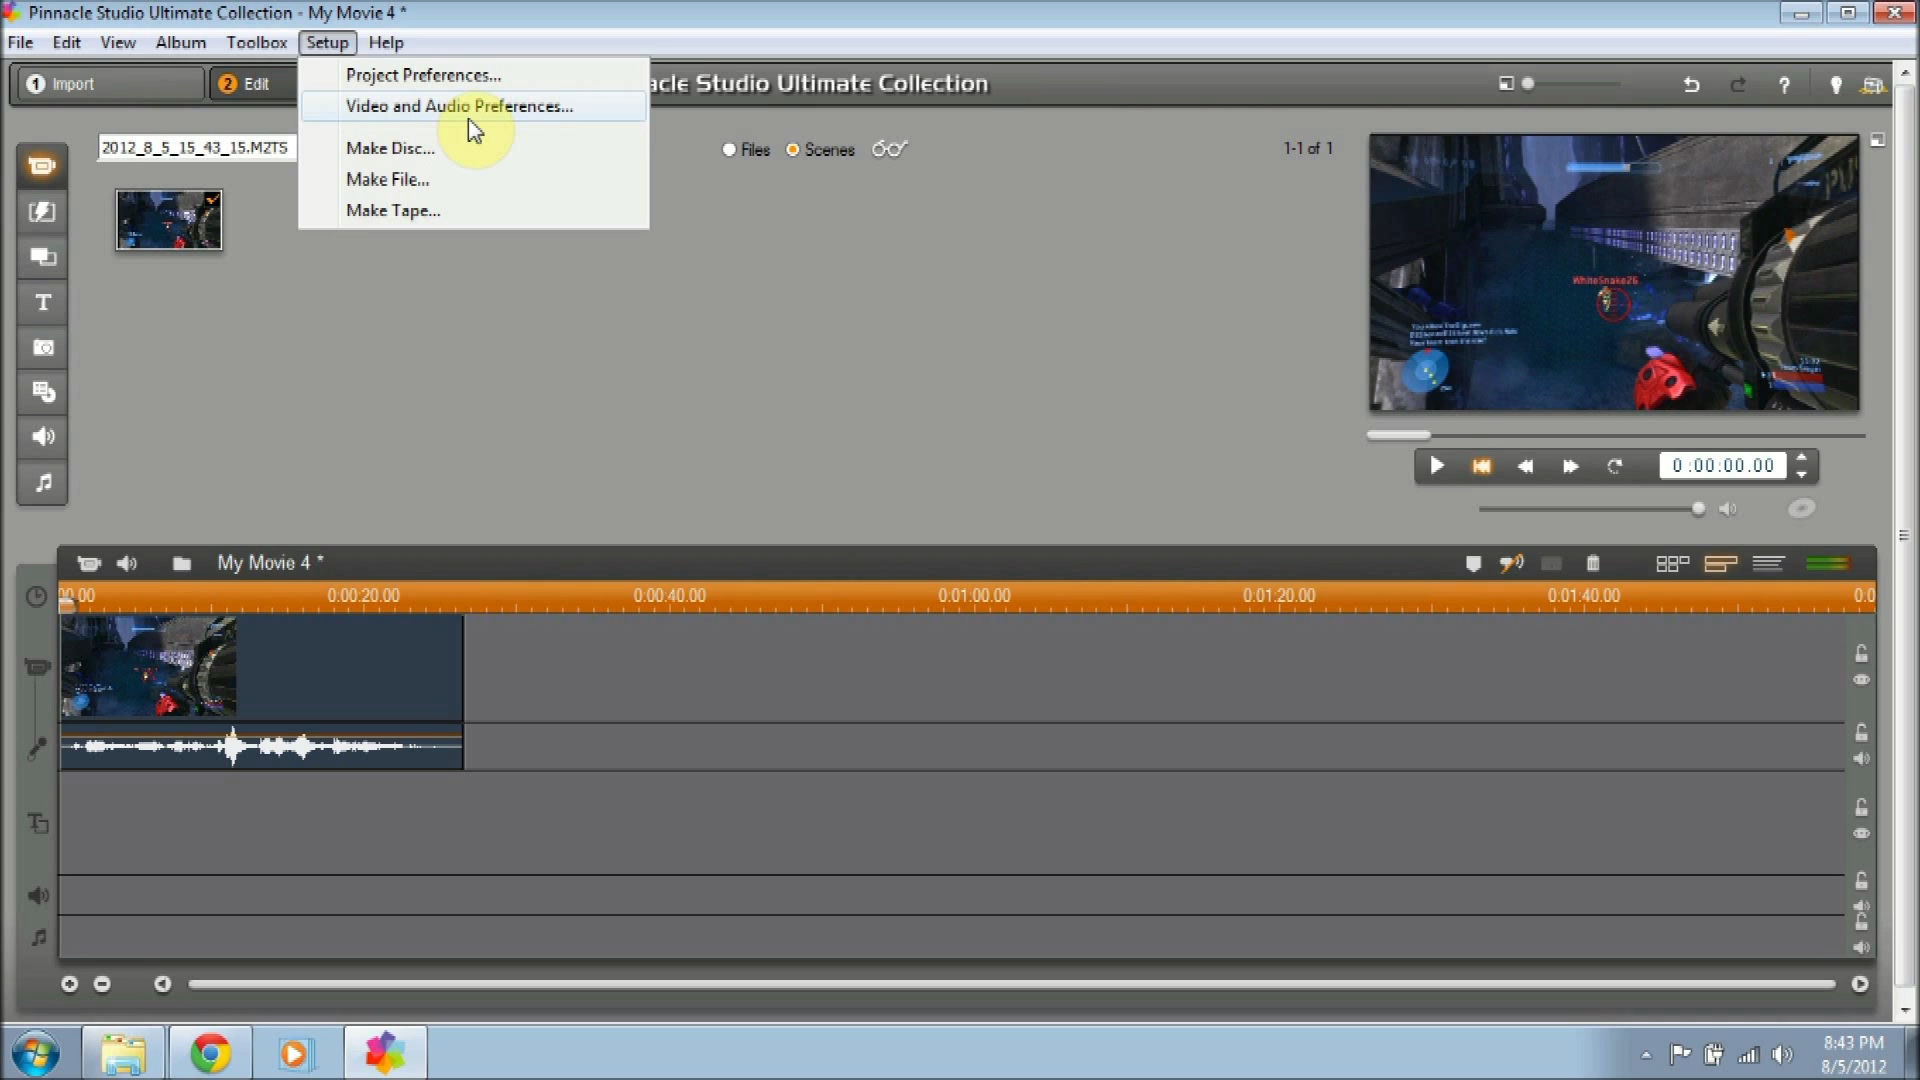 Pinnacle Studio Ultimate Collection - My Movie 4 *
File Edit View Album Toolbox Setup Help
1 Import
2 Edit
acle Studio Ultimate Collection
Project Preferences...
Video and Audio Preferences...
Make Disc...
Make File...
Make Tape...
2012_8_5_15_43_15.M2TS
Files Scenes
1-1 of 1
WhiteSnake26
0:00:00.00
My Movie 4 *
00.00 0:00:20.00 0:00:40.00 0:01:00.00 0:01:20.00 0:01:40.00 0:0
8:43 PM
8/5/2012